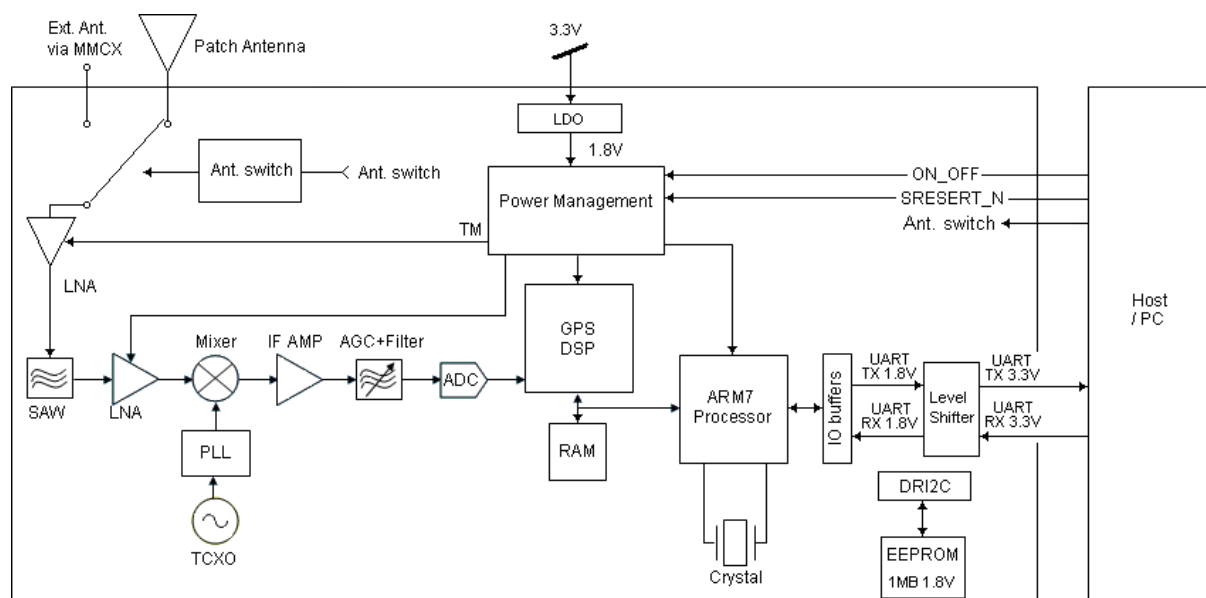 Ext. Ant.
via MMCX
Patch Antenna
3.3V
LDO
1.8V
Ant. switch
Ant. switch
Power Management
ON_OFF
SRESERT_N
Ant. switch
TM
LNA
Host
/ PC
GPS
DSP
Mixer
IF AMP
AGC+Filter
ADC
SAW
LNA
PLL
TCXO
RAM
ARM7
Processor
Crystal
IO buffers
UART
TX 1.8V
UART
RX 1.8V
Level
Shifter
UART
TX 3.3V
UART
RX 3.3V
DRI2C
EEPROM
1MB 1.8V